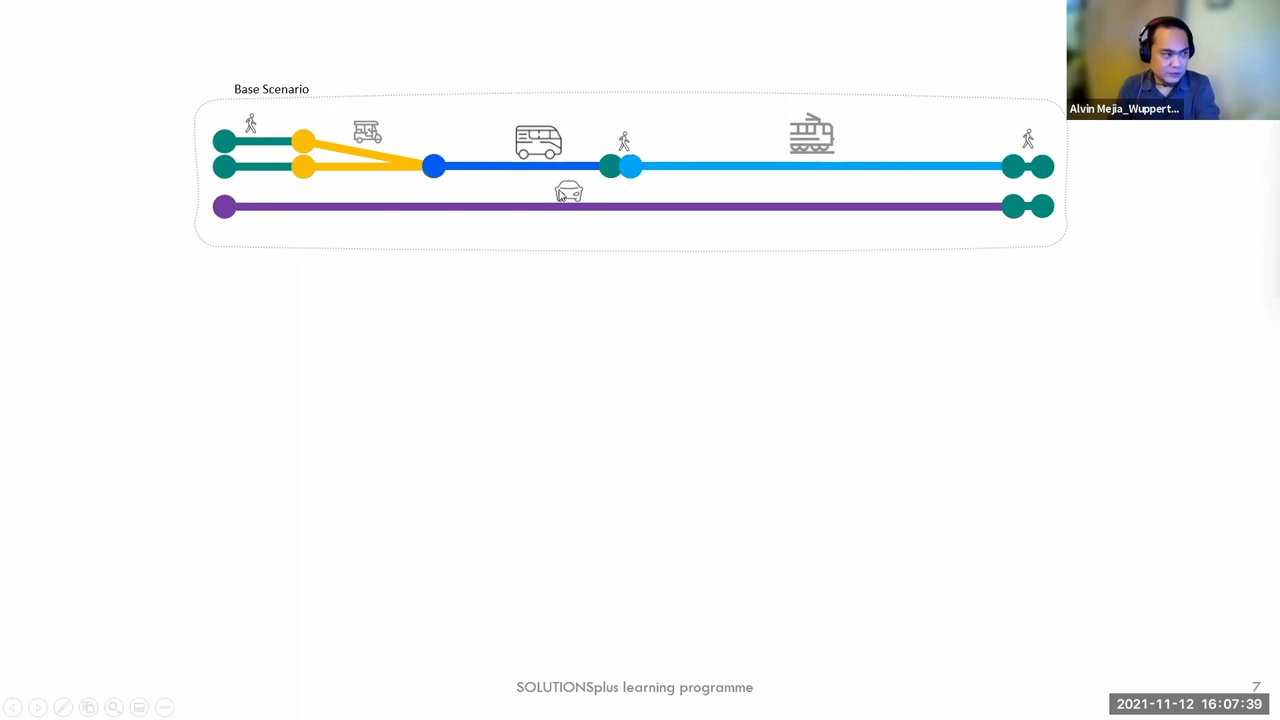 Base Scenario
Alvin Mejia_Wuppert...
SOLUTIONSplus learning programme
7
2021-11-12 16:07:39